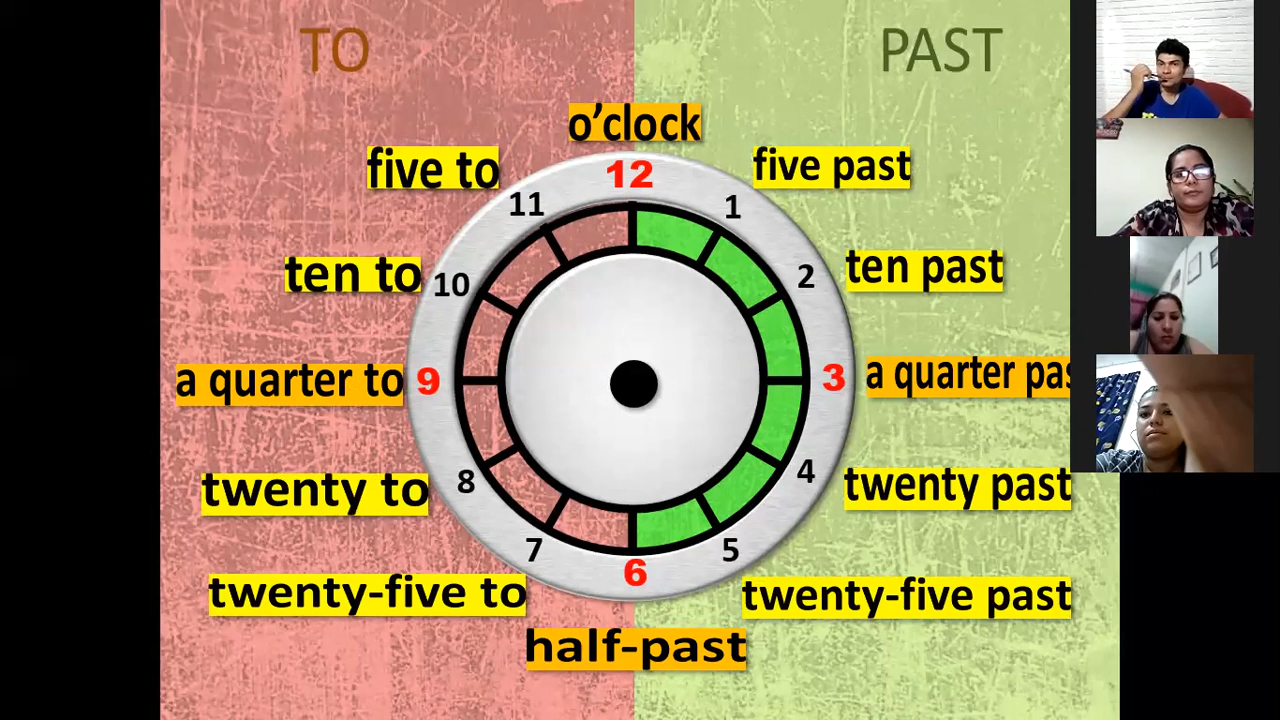 TO
PAST
o'clock
five to
12
five past
11
1
ten to
10
2
ten past
a quarter to
9
3
a quarter pas
twenty to
8
4
twenty past
7
5
twenty-five to
6
twenty-five past
half-past